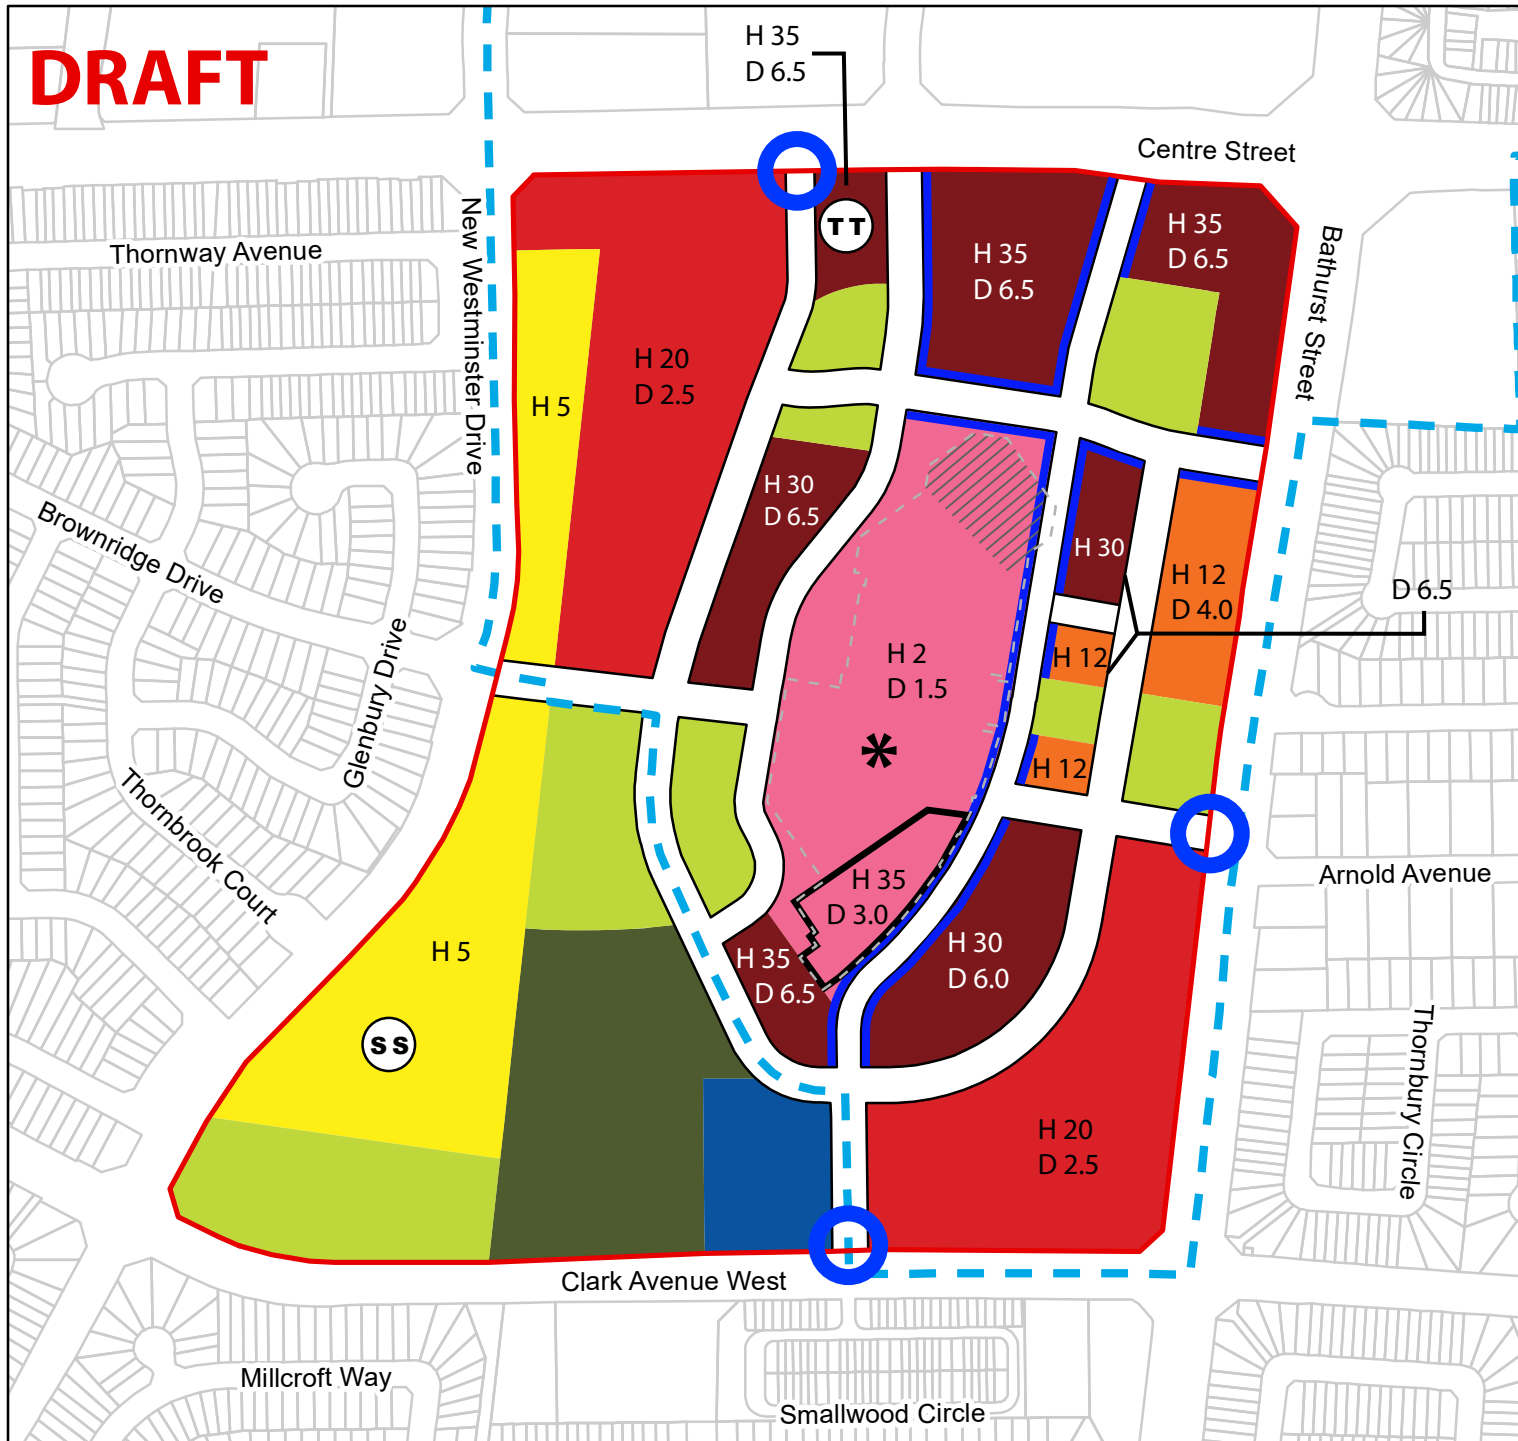 DRAFT
H 35
D 6.5
Centre Street
Thornway Avenue
New Westminster Drive
TT
H 35
D 6.5
H 35
D 6.5
Bathurst Street
H 5
H 20
D 2.5
H 30
D 6.5
Brownridge Drive
Glenbury Drive
H 30
H 12
D 4.0
D 6.5
H 12
H 2
D 1.5
*
H 12
Thornbrook Court
H 35
D 3.0
Arnold Avenue
H 5
H 35
D 6.5
H 30
D 6.0
SS
Thornbury Circle
H 20
D 2.5
Clark Avenue West
Millcroft Way
Smallwood Circle